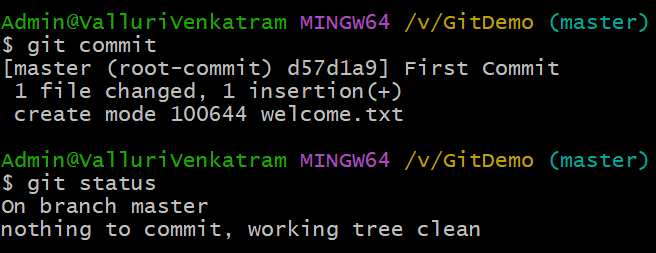 Admin@ValluriVenkatram MINGW64 /v/GitDemo (master)
$ git commit
[master (root-commit) d57d1a9] First Commit
 1 file changed, 1 insertion(+)
 create mode 100644 welcome.txt

Admin@ValluriVenkatram MINGW64 /v/GitDemo (master)
$ git status
On branch master
nothing to commit, working tree clean